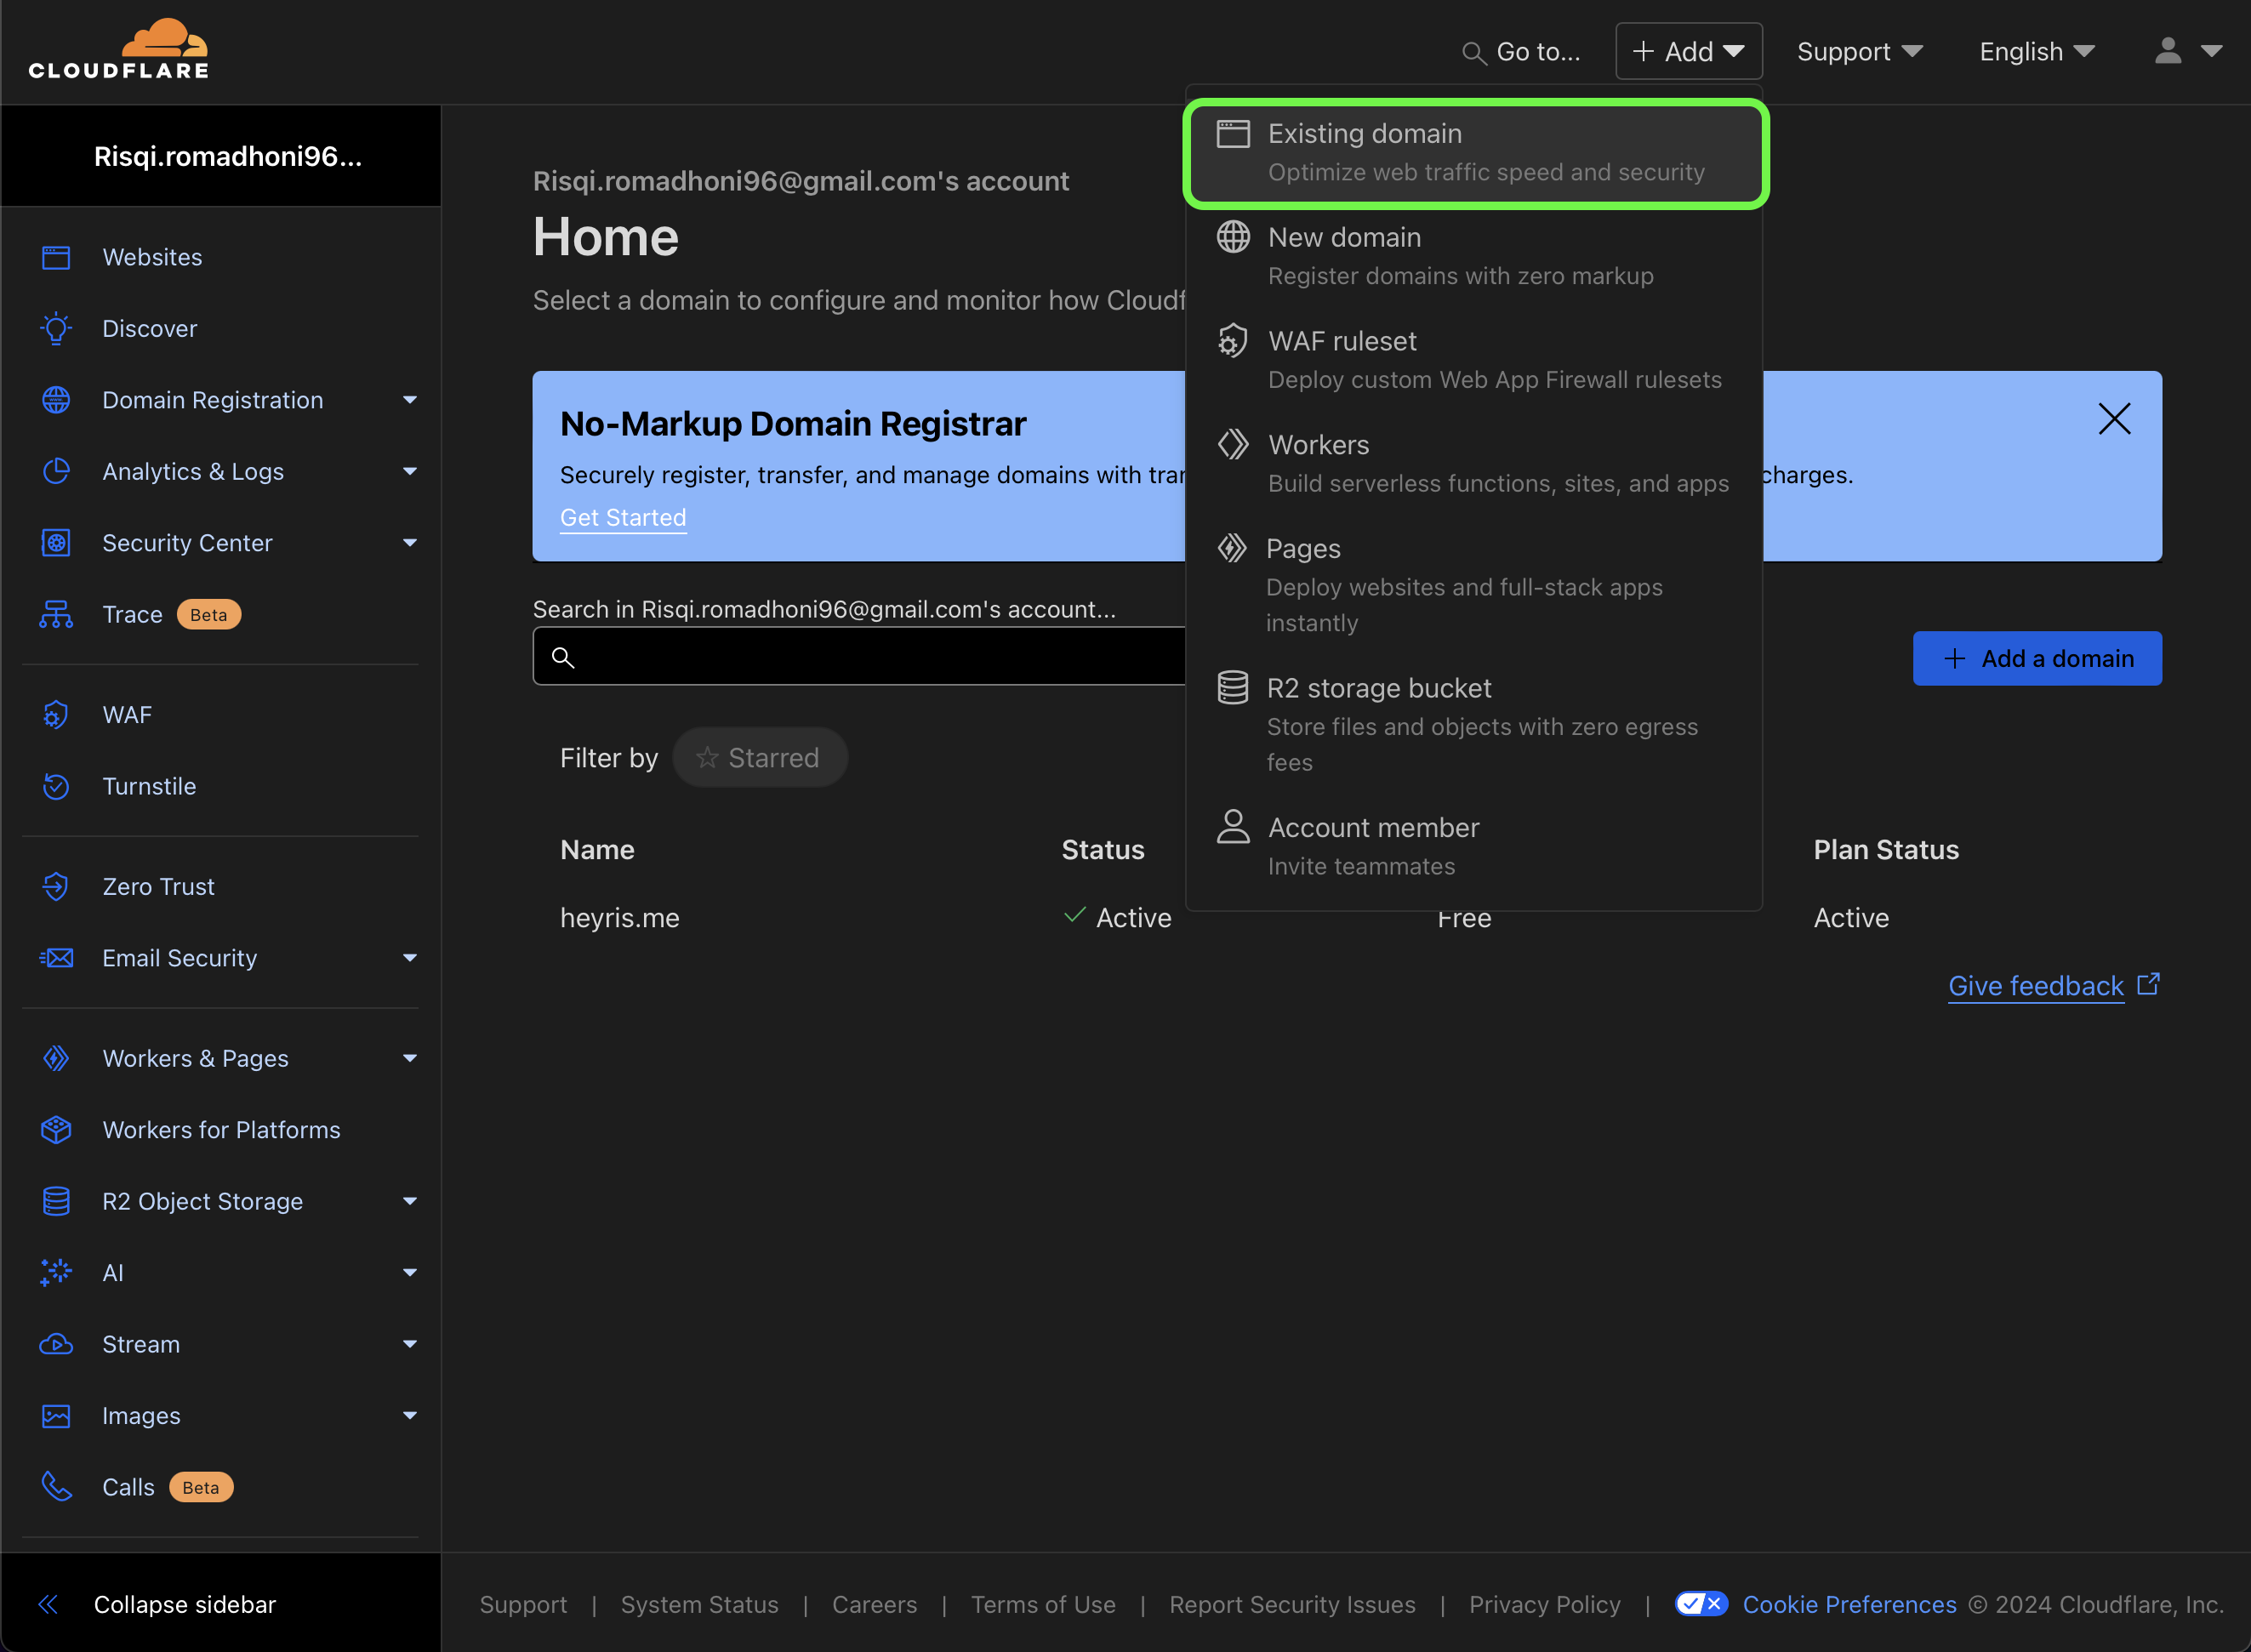 CLOUDFLARE
Go to...
+ Add
Support
English
Risqi.romadhoni96...
Websites
Discover
Domain Registration
Analytics & Logs
Security Center
Trace Beta
WAF
Turnstile
Zero Trust
Email Security
Workers & Pages
Workers for Platforms
R2 Object Storage
AI
Stream
Images
Calls Beta
Collapse sidebar
Risqi.romadhoni96@gmail.com's account
Home
Select a domain to configure and monitor how Cloudf
No-Markup Domain Registrar
Securely register, transfer, and manage domains with charges.
Get Started
Search in Risqi.romadhoni96@gmail.com's account...
+ Add a domain
Filter by Starred
Name Status Plan Status
heyris.me Active Free Active
Give feedback
Existing domain
Optimize web traffic speed and security
New domain
Register domains with zero markup
WAF ruleset
Deploy custom Web App Firewall rulesets
Workers
Build serverless functions, sites, and apps
Pages
Deploy websites and full-stack apps
instantly
R2 storage bucket
Store files and objects with zero egress
fees
Account member
Invite teammates
Support | System Status | Careers | Terms of Use | Report Security Issues | Privacy Policy | Cookie Preferences © 2024 Cloudflare, Inc.